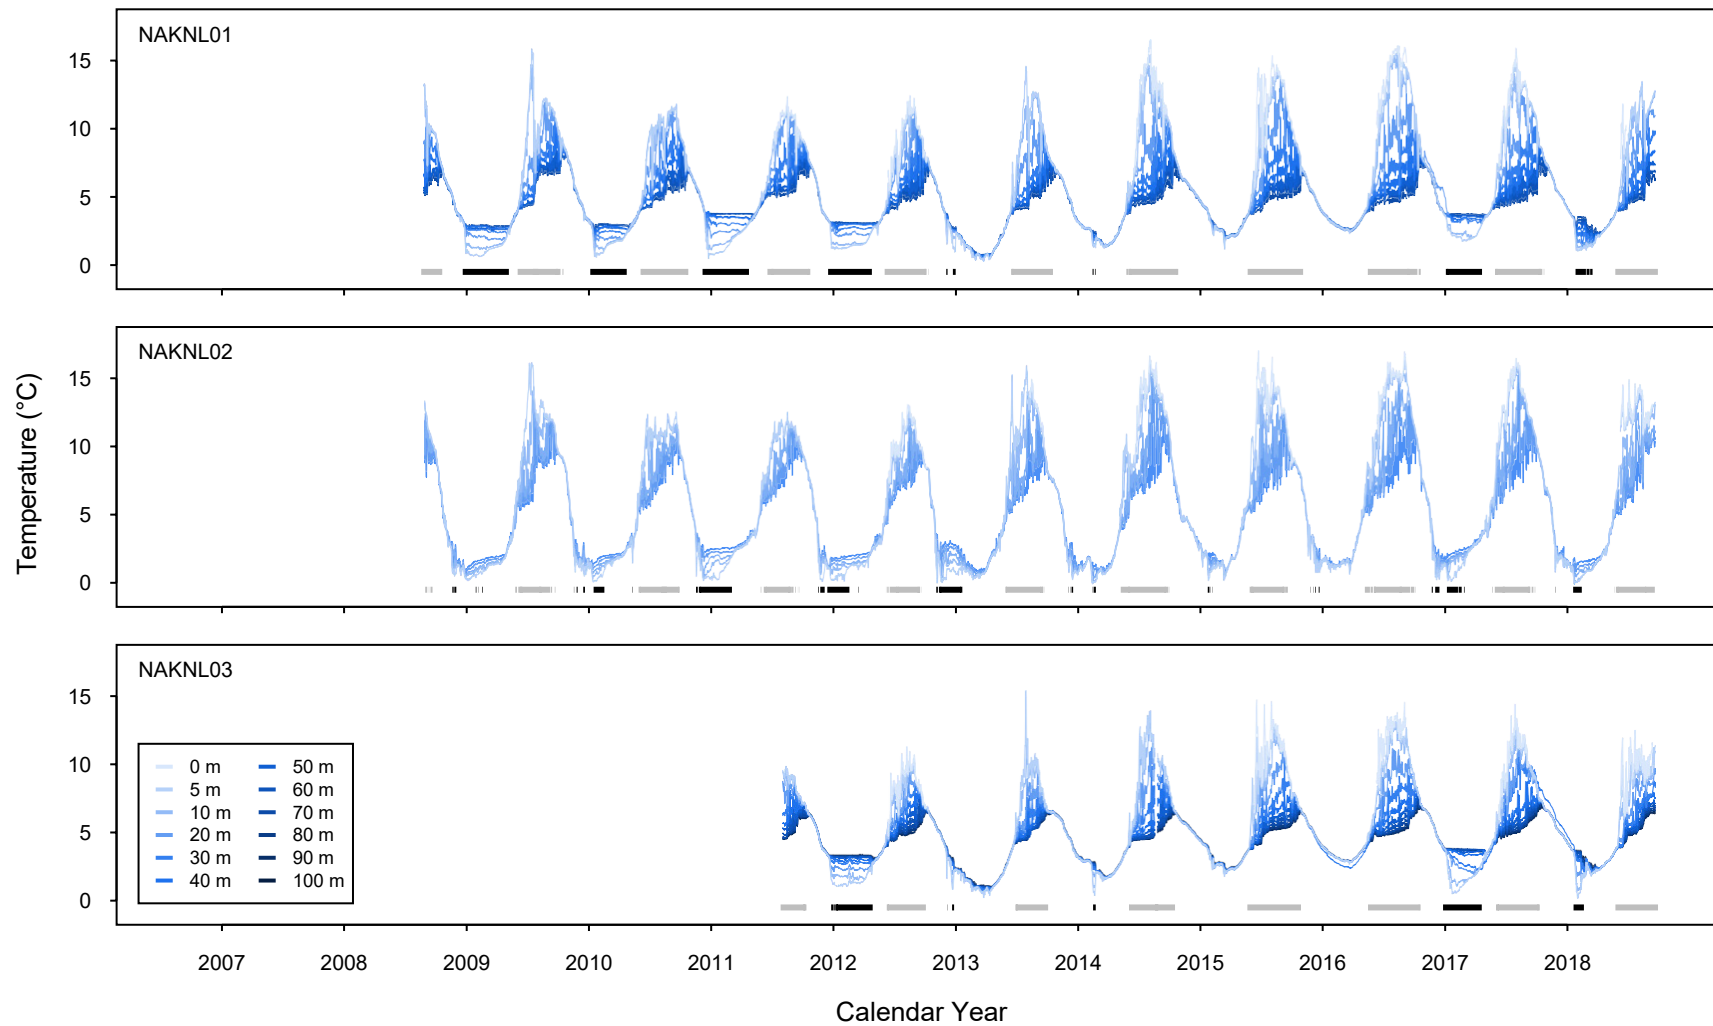 NAKNL01
15
10
5
0
NAKNL02
15
10
5
0
Temperature (°C)
NAKNL03
15
10
5
0
0 m 50 m
5 m 60 m
10 m 70 m
20 m 80 m
30 m 90 m
40 m 100 m
2007 2008 2009 2010 2011 2012 2013 2014 2015 2016 2017 2018
Calendar Year